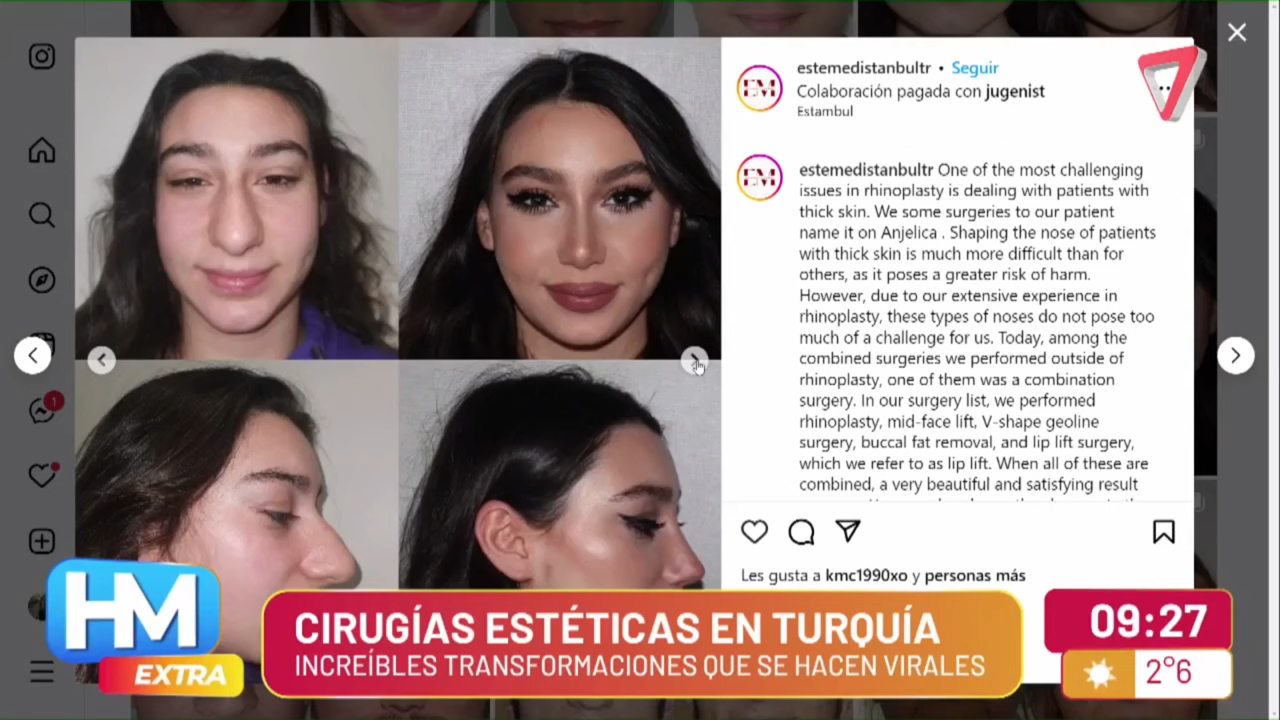 estemedistanbultr • Seguir
Colaboración pagada con jugenist
Estambul
7
EM
EM
estemedistanbultr One of the most challenging
issues in rhinoplasty is dealing with patients with
thick skin. We some surgeries to our patient
name it on Anjelica . Shaping the nose of patients
with thick skin is much more difficult than for
others, as it poses a greater risk of harm.
However, due to our extensive experience in
rhinoplasty, these types of noses do not pose too
much of a challenge for us. Today, among the
combined surgeries we performed outside of
rhinoplasty, one of them was a combination
surgery. In our surgery list, we performed
rhinoplasty, mid-face lift, V-shape geoline
surgery, buccal fat removal, and lip lift surgery,
which we refer to as lip lift. When all of these are
combined, a very beautiful and satisfying result
1
Les gusta a kmc1990xo y personas más
HM
EXTRA
CIRUGÍAS ESTÉTICAS EN TURQUÍA
INCREÍBLES TRANSFORMACIONES QUE SE HACEN VIRALES
09:27
2°6